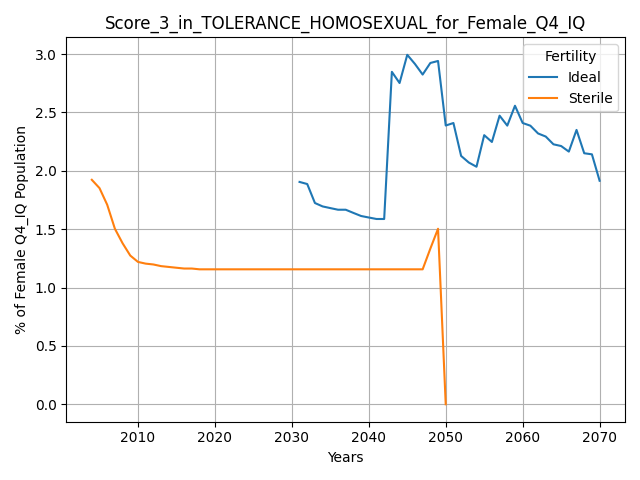 Score_3_in_TOLERANCE_HOMOSEXUAL_for_Female_Q4_IQ
Fertility
Ideal
Sterile
% of Female Q4_IQ Population
3.0
2.5
2.0
1.5
1.0
0.5
0.0
2010 2020 2030 2040 2050 2060 2070
Years